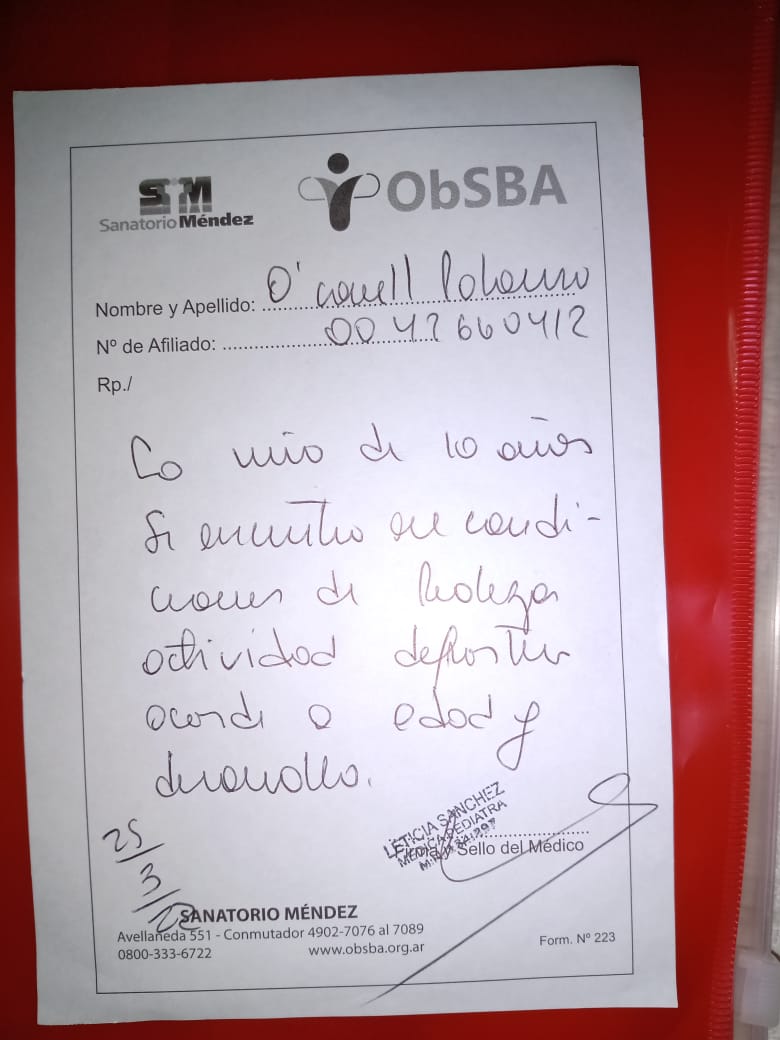 SM
Sanatorio Méndez
ObSBA
Nombre y Apellido: O'
Nº de Afiliado: 0047660412
Rp./
La niña de 10 años
se encuentra en condi-
ciones de realizar
actividad deportiva
acorde a edad y
desarrollo.
25/3/22
LETICIA SANCHEZ
MEDICA PEDIATRA
Firma y Sello del Médico
SANATORIO MÉNDEZ
Avellaneda 551 - Conmutador 4902-7076 al 7089
0800-333-6722
www.obsba.org.ar
Form. Nº 223